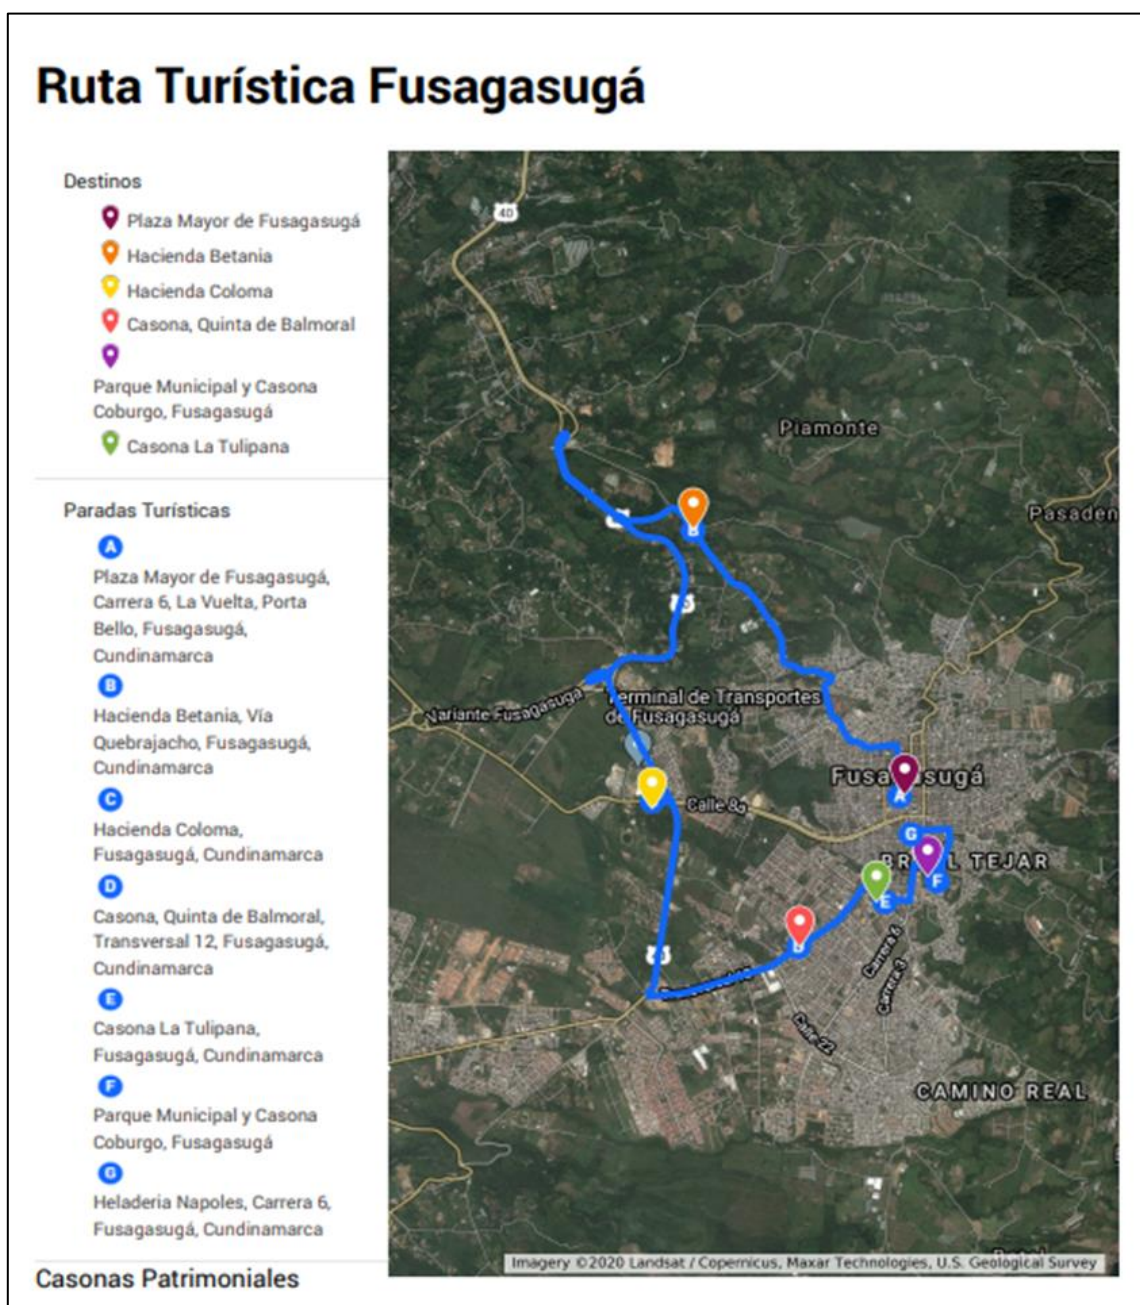 Ruta Turística Fusagasugá
Destinos
Plaza Mayor de Fusagasugá
Hacienda Betania
Hacienda Coloma
Casona, Quinta de Balmoral
Parque Municipal y Casona
Coburgo, Fusagasugá
Casona La Tulipana
Paradas Turísticas
A
Plaza Mayor de Fusagasugá,
Carrera 6, La Vuelta, Porta
Bello, Fusagasugá,
Cundinamarca
B
Hacienda Betania, Vía
Quebrajacho, Fusagasugá,
Cundinamarca
C
Hacienda Coloma,
Fusagasugá, Cundinamarca
D
Casona, Quinta de Balmoral,
Transversal 12, Fusagasugá,
Cundinamarca
E
Casona La Tulipana,
Fusagasugá, Cundinamarca
F
Parque Municipal y Casona
Coburgo, Fusagasugá
G
Heladeria Napoles, Carrera 6,
Fusagasugá, Cundinamarca
Casonas Patrimoniales
40
Piamonte
Pasaden
Variante Fusagasuga
Terminal de Transportes
de Fusagasugá
Calle 8
A
G
TEJAR
F
E
Carrera 6
Carrera 3
Calle 22
CAMINO REAL
Imagery ©2020 Landsat / Copernicus, Maxar Technologies, U.S. Geological Survey